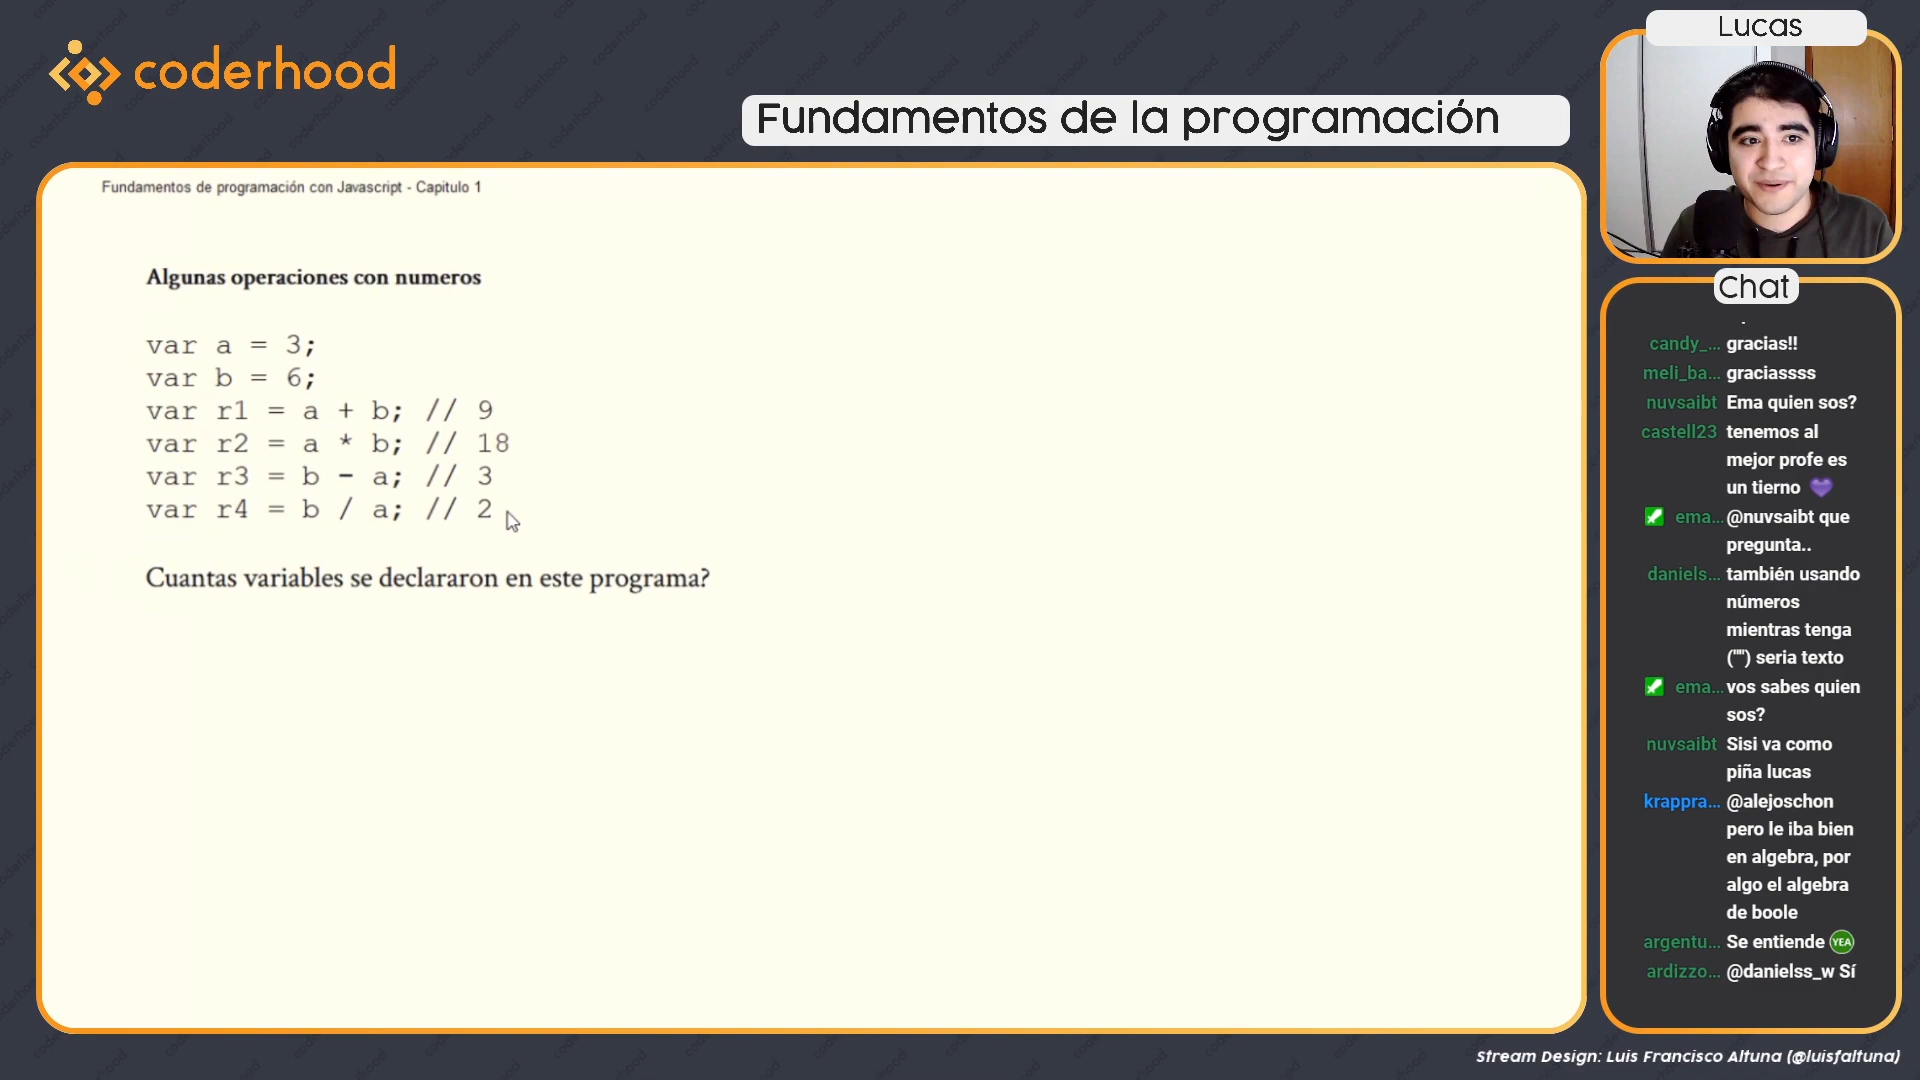 coderhood
Fundamentos de la programación
Fundamentos de programación con Javascript - Capitulo 1
Algunas operaciones con numeros
var a = 3;
var b = 6;
var r1 = a + b; // 9
var r2 = a * b; // 18
var r3 = b - a; // 3
var r4 = b / a; // 2
Cuantas variables se declararon en este programa?
Lucas
Chat
candy_... gracias!!
meli_ba... graciassss
nuvsaibt Ema quien sos?
castell23 tenemos al
mejor profe es
un tierno
ema... @nuvsaibt que
pregunta..
daniels... también usando
números
mientras tenga
("") seria texto
ema... vos sabes quien
sos?
nuvsaibt Sisi va como
piña lucas
krappra... @alejoschon
pero le iba bien
en algebra, por
algo el algebra
de boole
argentu... Se entiende YEA
ardizzo... @danielss_w Sí
Stream Design: Luis Francisco Altuna (@luisfaltuna)